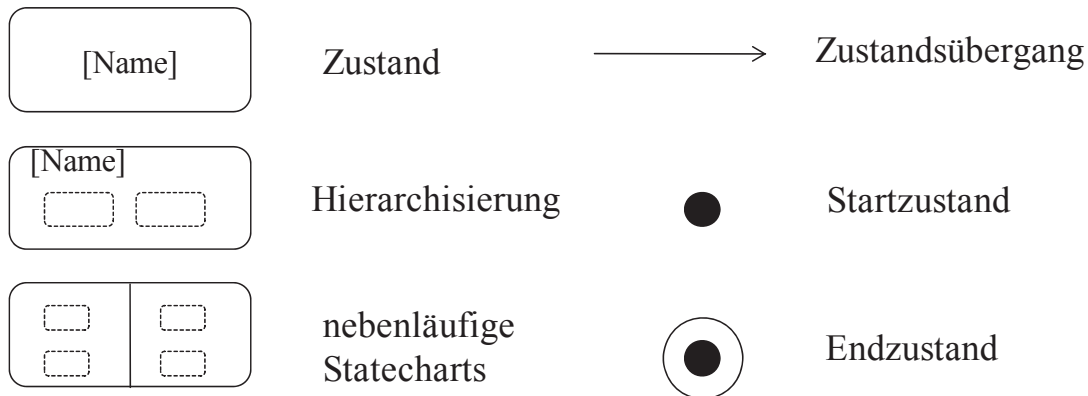 [Name]
Zustand
Zustandsübergang
[Name]
Hierarchisierung
Startzustand
nebenläufige
Statecharts
Endzustand